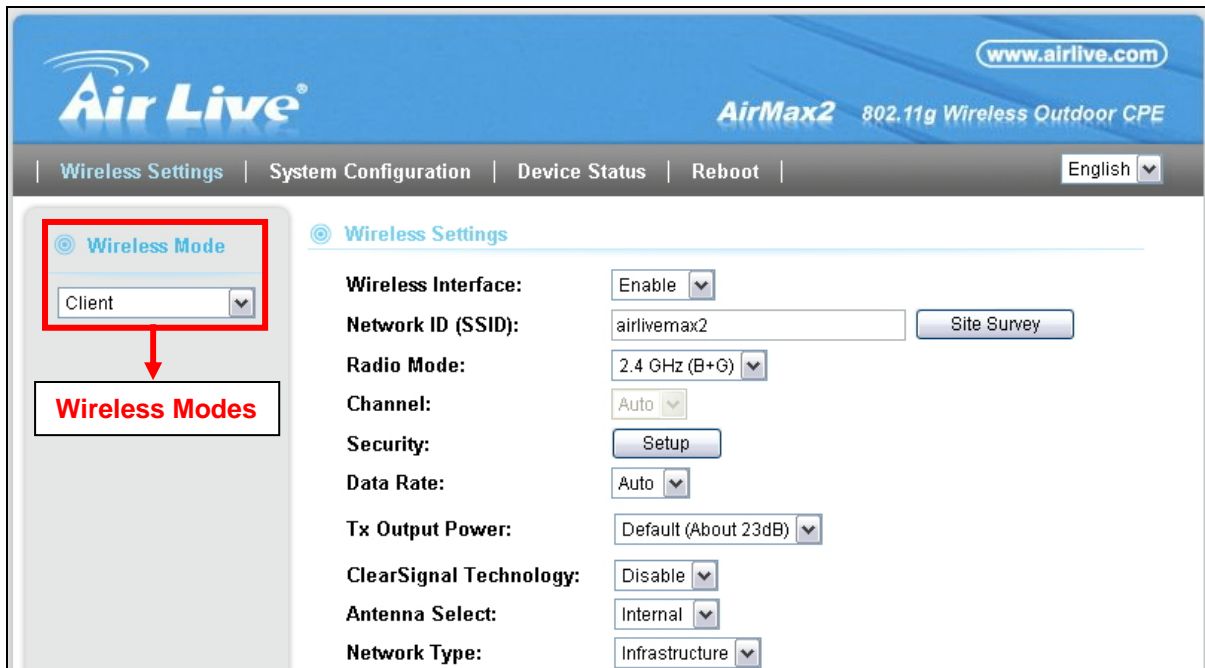 www.airlive.com
Air Live®
AirMax2 802.11g Wireless Outdoor CPE
Wireless Settings | System Configuration | Device Status | Reboot | English
Wireless Mode
Client
Wireless Modes
Wireless Settings
Wireless Interface: Enable
Network ID (SSID): airlivemax2 Site Survey
Radio Mode: 2.4 GHz (B+G)
Channel: Auto
Security: Setup
Data Rate: Auto
Tx Output Power: Default (About 23dB)
ClearSignal Technology: Disable
Antenna Select: Internal
Network Type: Infrastructure